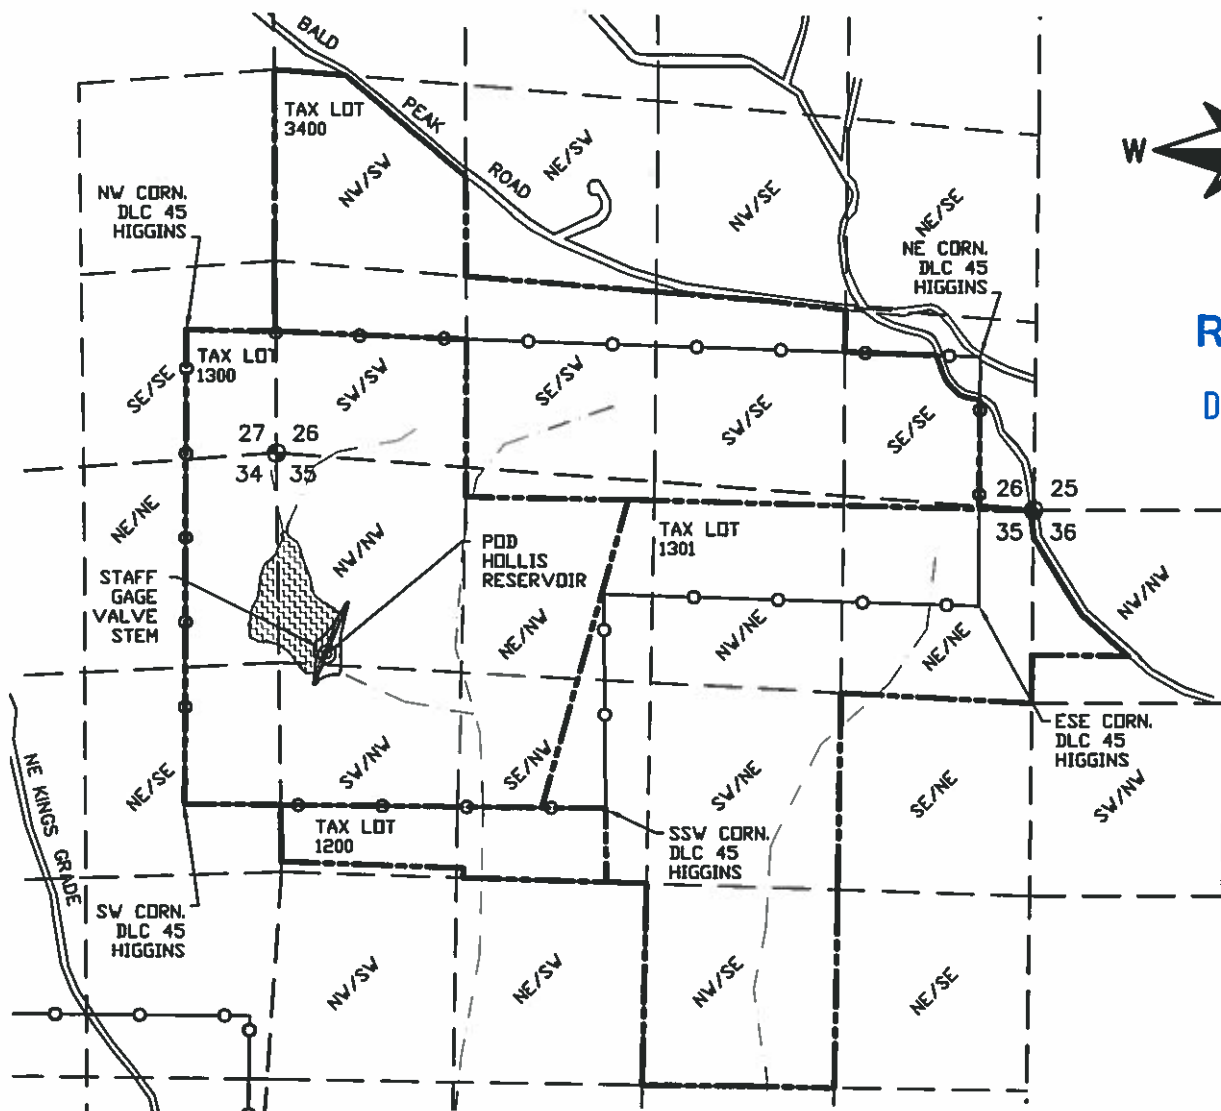 BALD
PEAK
ROAD
TAX LOT
3400
NW/SW
NE/SW
NW/SE
NE/SE
W
NW CORN.
DLC 45
HIGGINS
NE CORN.
DLC 45
HIGGINS
R
D
TAX LOT
1300
SE/SE
SW/SW
SE/SW
SW/SE
SE/SE
27 26
34 35
26 25
35 36
NE/NE
NW/NW
POD
HOLLIS
RESERVOIR
TAX LOT
1301
STAFF
GAGE
VALVE
STEM
NE/NW
NW/NE
NE/NE
NW/NW
ESE CORN.
DLC 45
HIGGINS
NE KINGS GRADE
NE/SE
SW/NW
SE/NW
SW/NE
SE/NE
SW/NW
TAX LOT
1200
SSW CORN.
DLC 45
HIGGINS
SW CORN.
DLC 45
HIGGINS
NW/SW
NE/SW
NW/SE
NE/SE